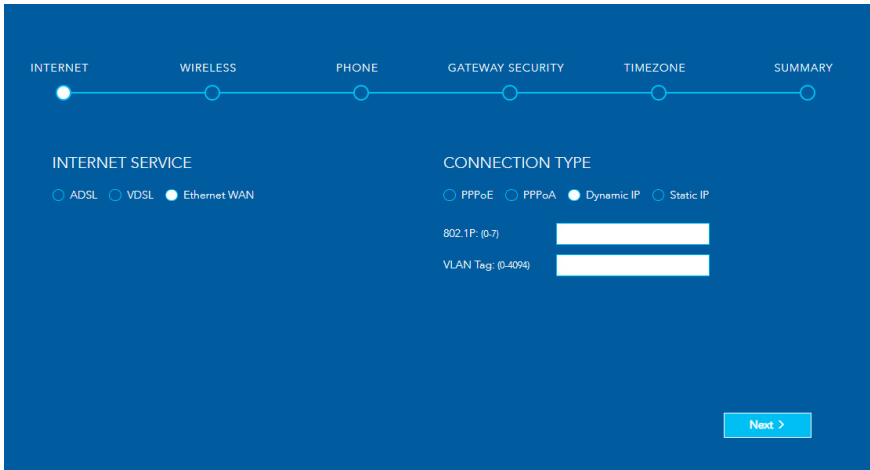 INTERNET WIRELESS PHONE GATEWAY SECURITY TIMEZONE SUMMARY
INTERNET SERVICE
ADSL VDSL Ethernet WAN
CONNECTION TYPE
PPPoE PPPoA Dynamic IP Static IP
802.1P: (0-7)
VLAN Tag: (0-4094)
Next >